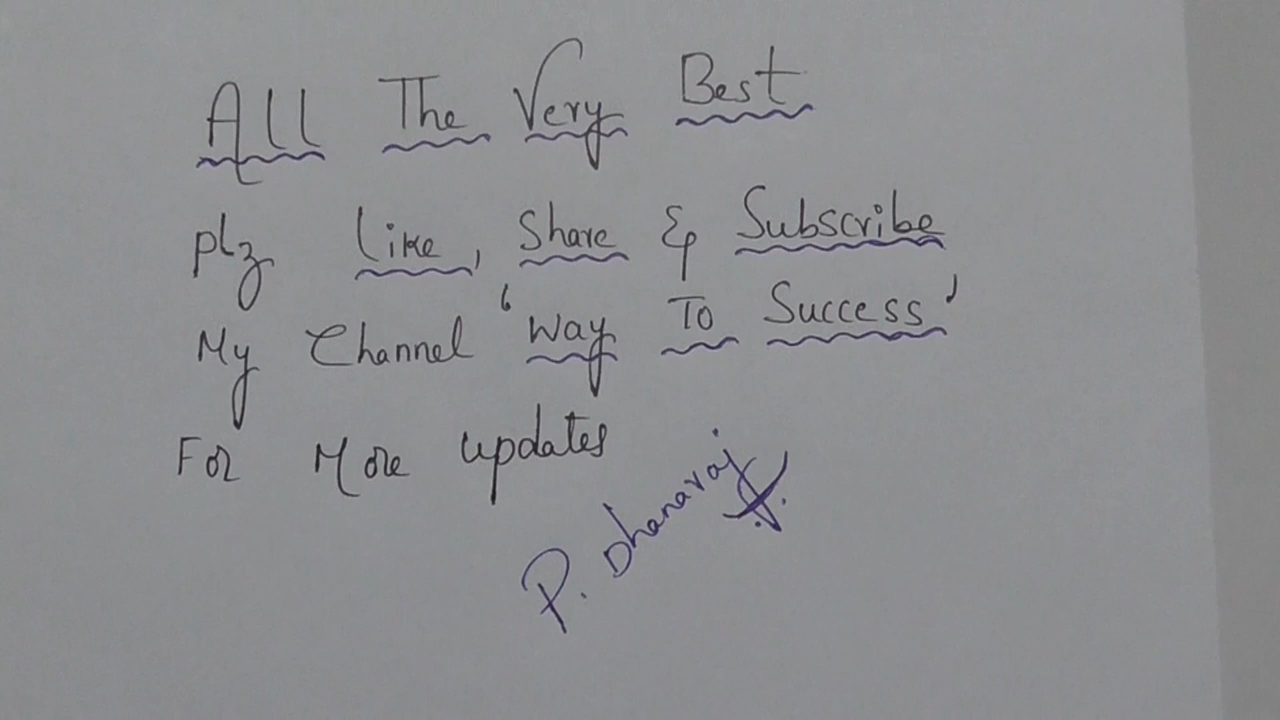 All The Very Best
plz Like, Share & Subscribe
My Channel 'Way To Success'
For More updates
P. Dhanaraj